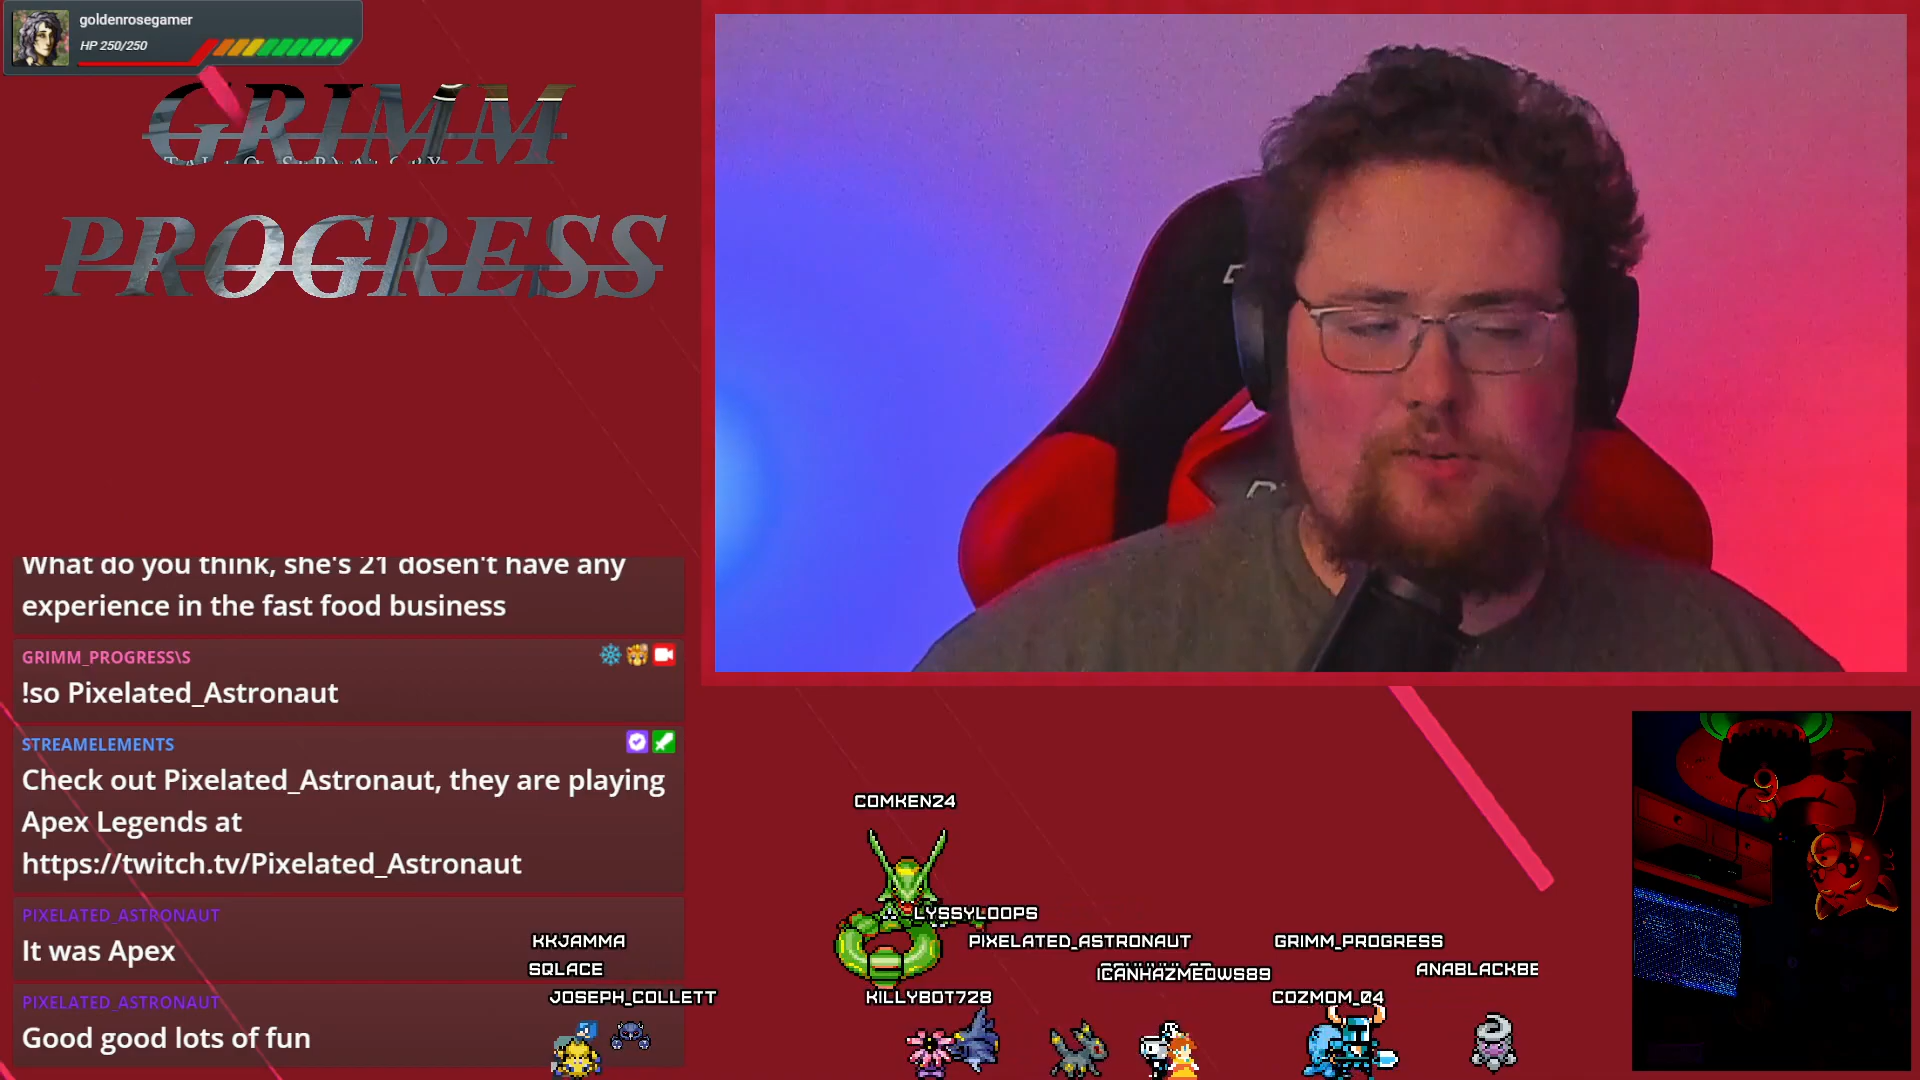 goldenrosegamer
HP 250/250
GRIMM
PROGRESS
What do you think, she's 21 dosen't have any
experience in the fast food business
GRIMM_PROGRESS\S
!so Pixelated_Astronaut
STREAMELEMENTS
Check out Pixelated_Astronaut, they are playing
Apex Legends at
https://twitch.tv/Pixelated_Astronaut
PIXELATED_ASTRONAUT
It was Apex
PIXELATED_ASTRONAUT
Good good lots of fun
COMKEN24
LYSSYLOOPS
KKJAMMA
PIXELATED_ASTRONAUT
GRIMM_PROGRESS
SQLACE
ICANHAZMEOWS89
ANABLACKBE
JOSEPH_COLLETT
KILLYBOT728
COZMOM_04